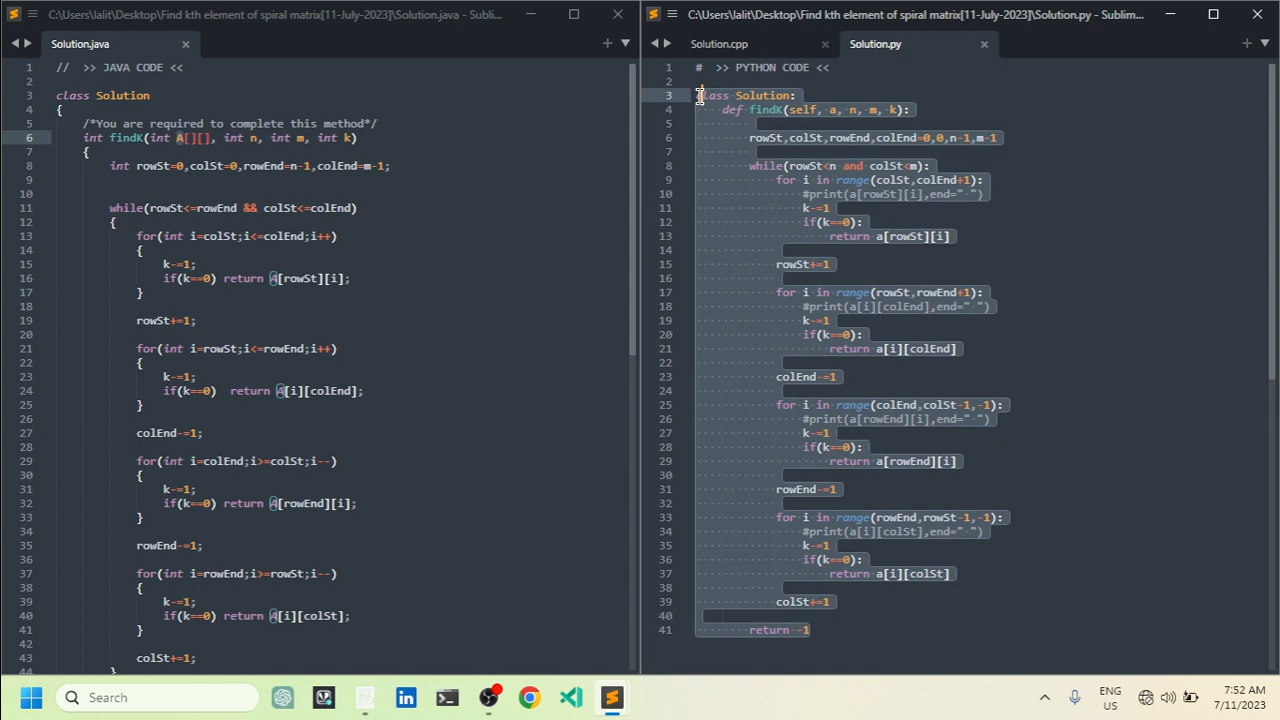 C:\Users\lalit\Desktop\Find kth element of spiral matrix[11-July-2023]\Solution.java - Subli...
Solution.java
1 // >> JAVA CODE <<
2
3 class Solution
4 {
5 /*You are required to complete this method*/
6 int findK(int A[][], int n, int m, int k)
7 {
8 int rowSt=0,colSt=0,rowEnd=n-1,colEnd=m-1;
9
10
11 while(rowSt<=rowEnd && colSt<=colEnd)
12 {
13 for(int i=colSt;i<=colEnd;i++)
14 {
15 k-=1;
16 if(k==0) return A[rowSt][i];
17 }
18
19 rowSt+=1;
20
21 for(int i=rowSt;i<=rowEnd;i++)
22 {
23 k-=1;
24 if(k==0)  return A[i][colEnd];
25 }
26
27 colEnd-=1;
28
29 for(int i=colEnd;i>=colSt;i--)
30 {
31 k-=1;
32 if(k==0) return A[rowEnd][i];
33 }
34
35 rowEnd-=1;
36
37 for(int i=rowEnd;i>=rowSt;i--)
38 {
39 k-=1;
40 if(k==0) return A[i][colSt];
41 }
42
43 colSt+=1;
44 }
C:\Users\lalit\Desktop\Find kth element of spiral matrix[11-July-2023]\Solution.py - Sublim...
Solution.cpp
Solution.py
1 # >> PYTHON CODE <<
2
3 class Solution:
4 def findK(self, a, n, m, k):
5
6 rowSt,colSt,rowEnd,colEnd=0,0,n-1,m-1
7
8 while(rowSt<n and colSt<m):
9 for i in range(colSt,colEnd+1):
10 #print(a[rowSt][i],end=" ")
11 k-=1
12 if(k==0):
13 return a[rowSt][i]
14
15 rowSt+=1
16
17 for i in range(rowSt,rowEnd+1):
18 #print(a[i][colEnd],end=" ")
19 k-=1
20 if(k==0):
21 return a[i][colEnd]
22
23 colEnd-=1
24
25 for i in range(colEnd,colSt-1,-1):
26 #print(a[rowEnd][i],end=" ")
27 k-=1
28 if(k==0):
29 return a[rowEnd][i]
30
31 rowEnd-=1
32
33 for i in range(rowEnd,rowSt-1,-1):
34 #print(a[i][colSt],end=" ")
35 k-=1
36 if(k==0):
37 return a[i][colSt]
38
39 colSt+=1
40
41 return -1
Search
ENG
US
7:52 AM
7/11/2023